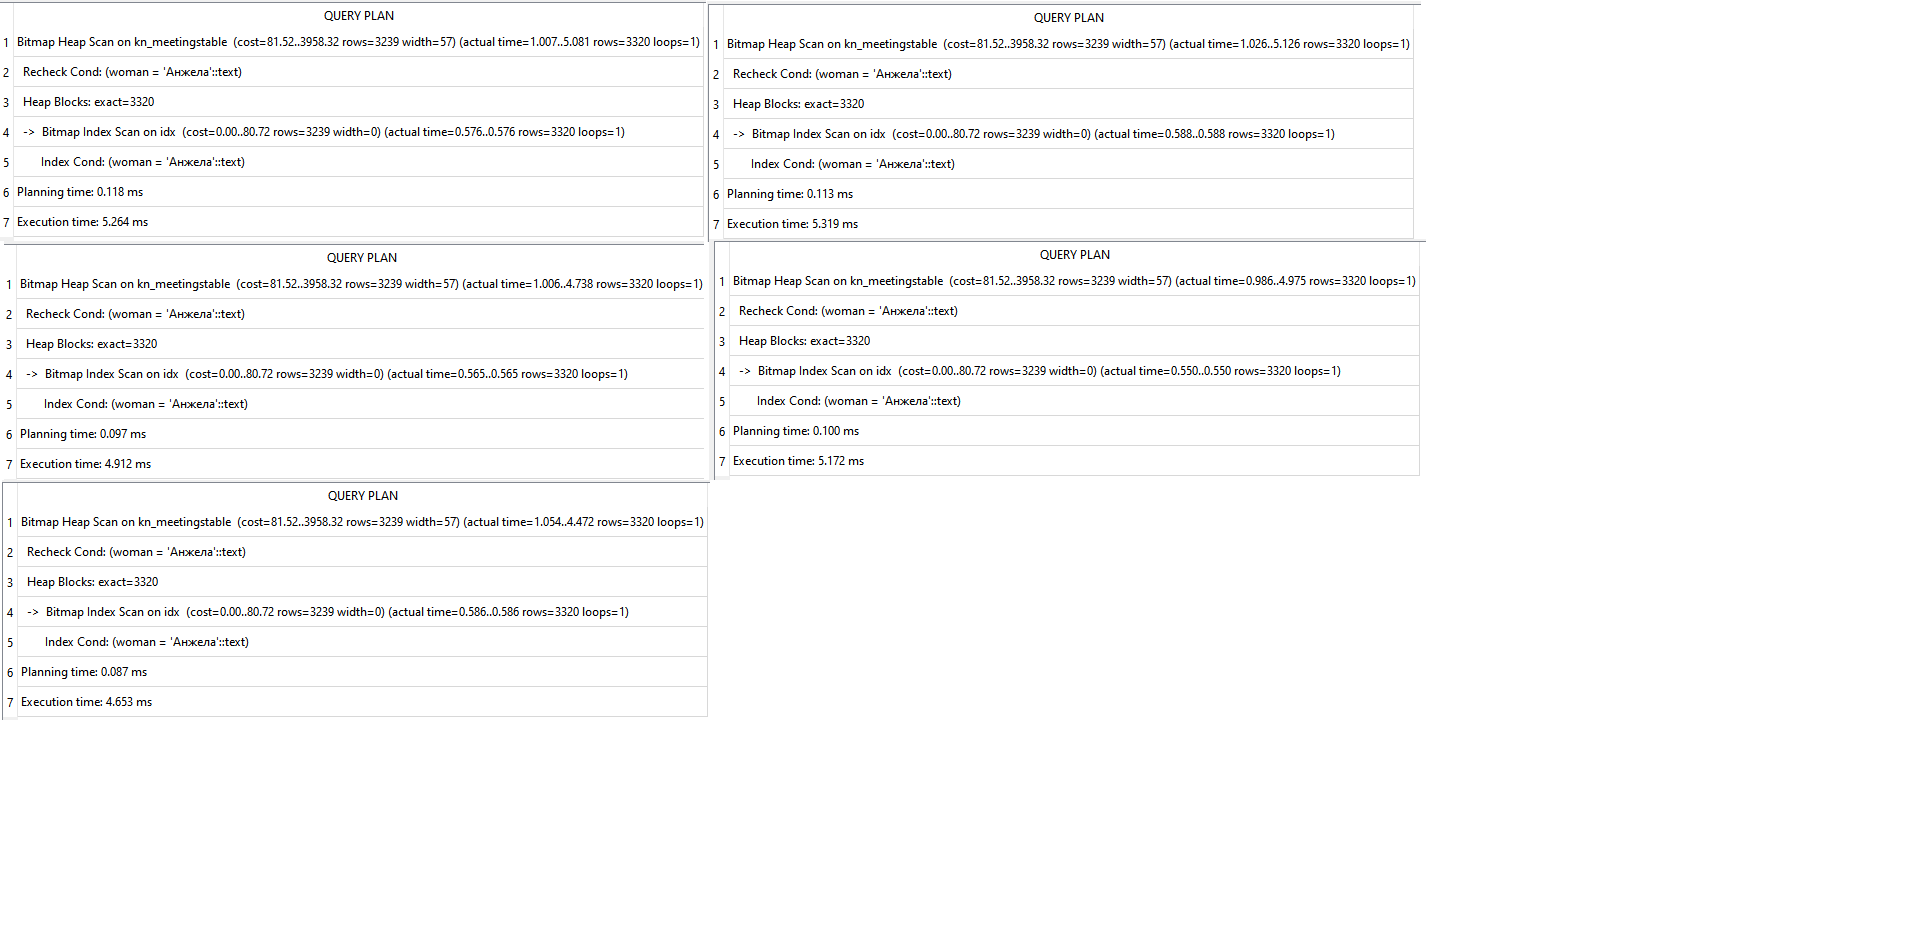 QUERY PLAN
1 Bitmap Heap Scan on kn_meetingstable (cost=81.52..3958.32 rows=3239 width=57) (actual time=1.007..5.081 rows=3320 loops=1)
2 Recheck Cond: (woman = 'Анжела'::text)
3 Heap Blocks: exact=3320
4 -> Bitmap Index Scan on idx (cost=0.00..80.72 rows=3239 width=0) (actual time=0.576..0.576 rows=3320 loops=1)
5 Index Cond: (woman = 'Анжела'::text)
6 Planning time: 0.118 ms
7 Execution time: 5.264 ms
QUERY PLAN
1 Bitmap Heap Scan on kn_meetingstable (cost=81.52..3958.32 rows=3239 width=57) (actual time=1.026..5.126 rows=3320 loops=1)
2 Recheck Cond: (woman = 'Анжела'::text)
3 Heap Blocks: exact=3320
4 -> Bitmap Index Scan on idx (cost=0.00..80.72 rows=3239 width=0) (actual time=0.588..0.588 rows=3320 loops=1)
5 Index Cond: (woman = 'Анжела'::text)
6 Planning time: 0.113 ms
7 Execution time: 5.319 ms
QUERY PLAN
1 Bitmap Heap Scan on kn_meetingstable (cost=81.52..3958.32 rows=3239 width=57) (actual time=1.006..4.738 rows=3320 loops=1)
2 Recheck Cond: (woman = 'Анжела'::text)
3 Heap Blocks: exact=3320
4 -> Bitmap Index Scan on idx (cost=0.00..80.72 rows=3239 width=0) (actual time=0.565..0.565 rows=3320 loops=1)
5 Index Cond: (woman = 'Анжела'::text)
6 Planning time: 0.097 ms
7 Execution time: 4.912 ms
QUERY PLAN
1 Bitmap Heap Scan on kn_meetingstable (cost=81.52..3958.32 rows=3239 width=57) (actual time=0.986..4.975 rows=3320 loops=1)
2 Recheck Cond: (woman = 'Анжела'::text)
3 Heap Blocks: exact=3320
4 -> Bitmap Index Scan on idx (cost=0.00..80.72 rows=3239 width=0) (actual time=0.550..0.550 rows=3320 loops=1)
5 Index Cond: (woman = 'Анжела'::text)
6 Planning time: 0.100 ms
7 Execution time: 5.172 ms
QUERY PLAN
1 Bitmap Heap Scan on kn_meetingstable (cost=81.52..3958.32 rows=3239 width=57) (actual time=1.054..4.472 rows=3320 loops=1)
2 Recheck Cond: (woman = 'Анжела'::text)
3 Heap Blocks: exact=3320
4 -> Bitmap Index Scan on idx (cost=0.00..80.72 rows=3239 width=0) (actual time=0.586..0.586 rows=3320 loops=1)
5 Index Cond: (woman = 'Анжела'::text)
6 Planning time: 0.087 ms
7 Execution time: 4.653 ms